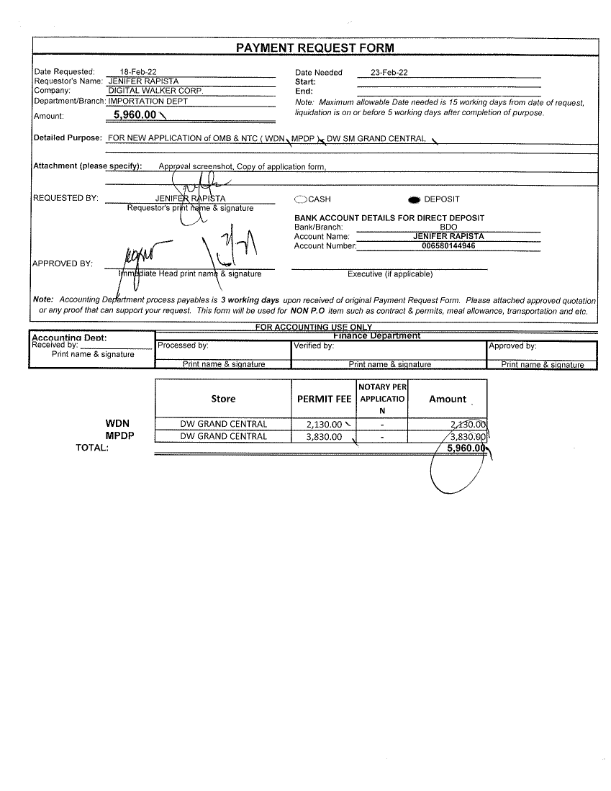 PAYMENT REQUEST FORM
Date Requested: 18-Feb-22 Date Needed 23-Feb-22
Requestor's Name: JENIFER RAPISTA Start:
Company: DIGITAL WALKER CORP. End:
Department/Branch: IMPORTATION DEPT Note: Maximum allowable Date needed is 15 working days from date of request,
Amount: 5,960.00 liquidation is on or before 5 working days after completion of purpose.
Detailed Purpose: FOR NEW APPLICATION of OMB & NTC ( WDN, MPDP ) DW SM GRAND CENTRAL
Attachment (please specify): Approval screenshot, Copy of application form,
REQUESTED BY: JENIFER RAPISTA CASH DEPOSIT
Requestor's print name & signature
BANK ACCOUNT DETAILS FOR DIRECT DEPOSIT
Bank/Branch: BDO
Account Name: JENIFER RAPISTA
Account Number: 006580144946
APPROVED BY:
Immediate Head print name & signature Executive (if applicable)
Note: Accounting Department process payables is 3 working days upon received of original Payment Request Form. Please attached approved quotation
or any proof that can support your request. This form will be used for NON P.O item such as contract & permits, meal allowance, transportation and etc.
FOR ACCOUNTING USE ONLY
Accounting Dept: Finance Department
Received by: Processed by: Verified by: Approved by:
Print name & signature
Print name & signature Print name & signature Print name & signature
Store PERMIT FEE NOTARY PER APPLICATIO N Amount
WDN DW GRAND CENTRAL 2,130.00 - 2,130.00
MPDP DW GRAND CENTRAL 3,830.00 - 3,830.00
TOTAL: 5,960.00